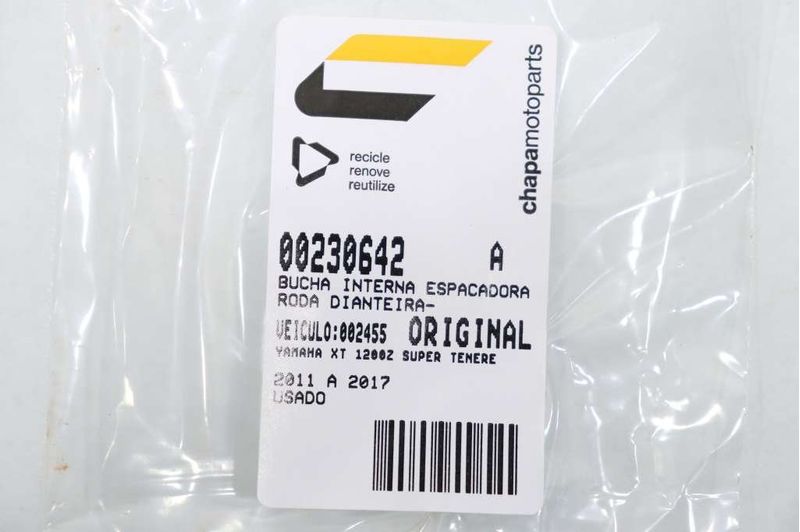 chapamotoparts
recicle
renove
reutilize
00230642 A
BUCHA INTERNA ESPACADORA
RODA DIANTEIRA-
VEICULO:002455 ORIGINAL
YAMAHA XT 1200Z SUPER TENERE
2011 A 2017
USADO